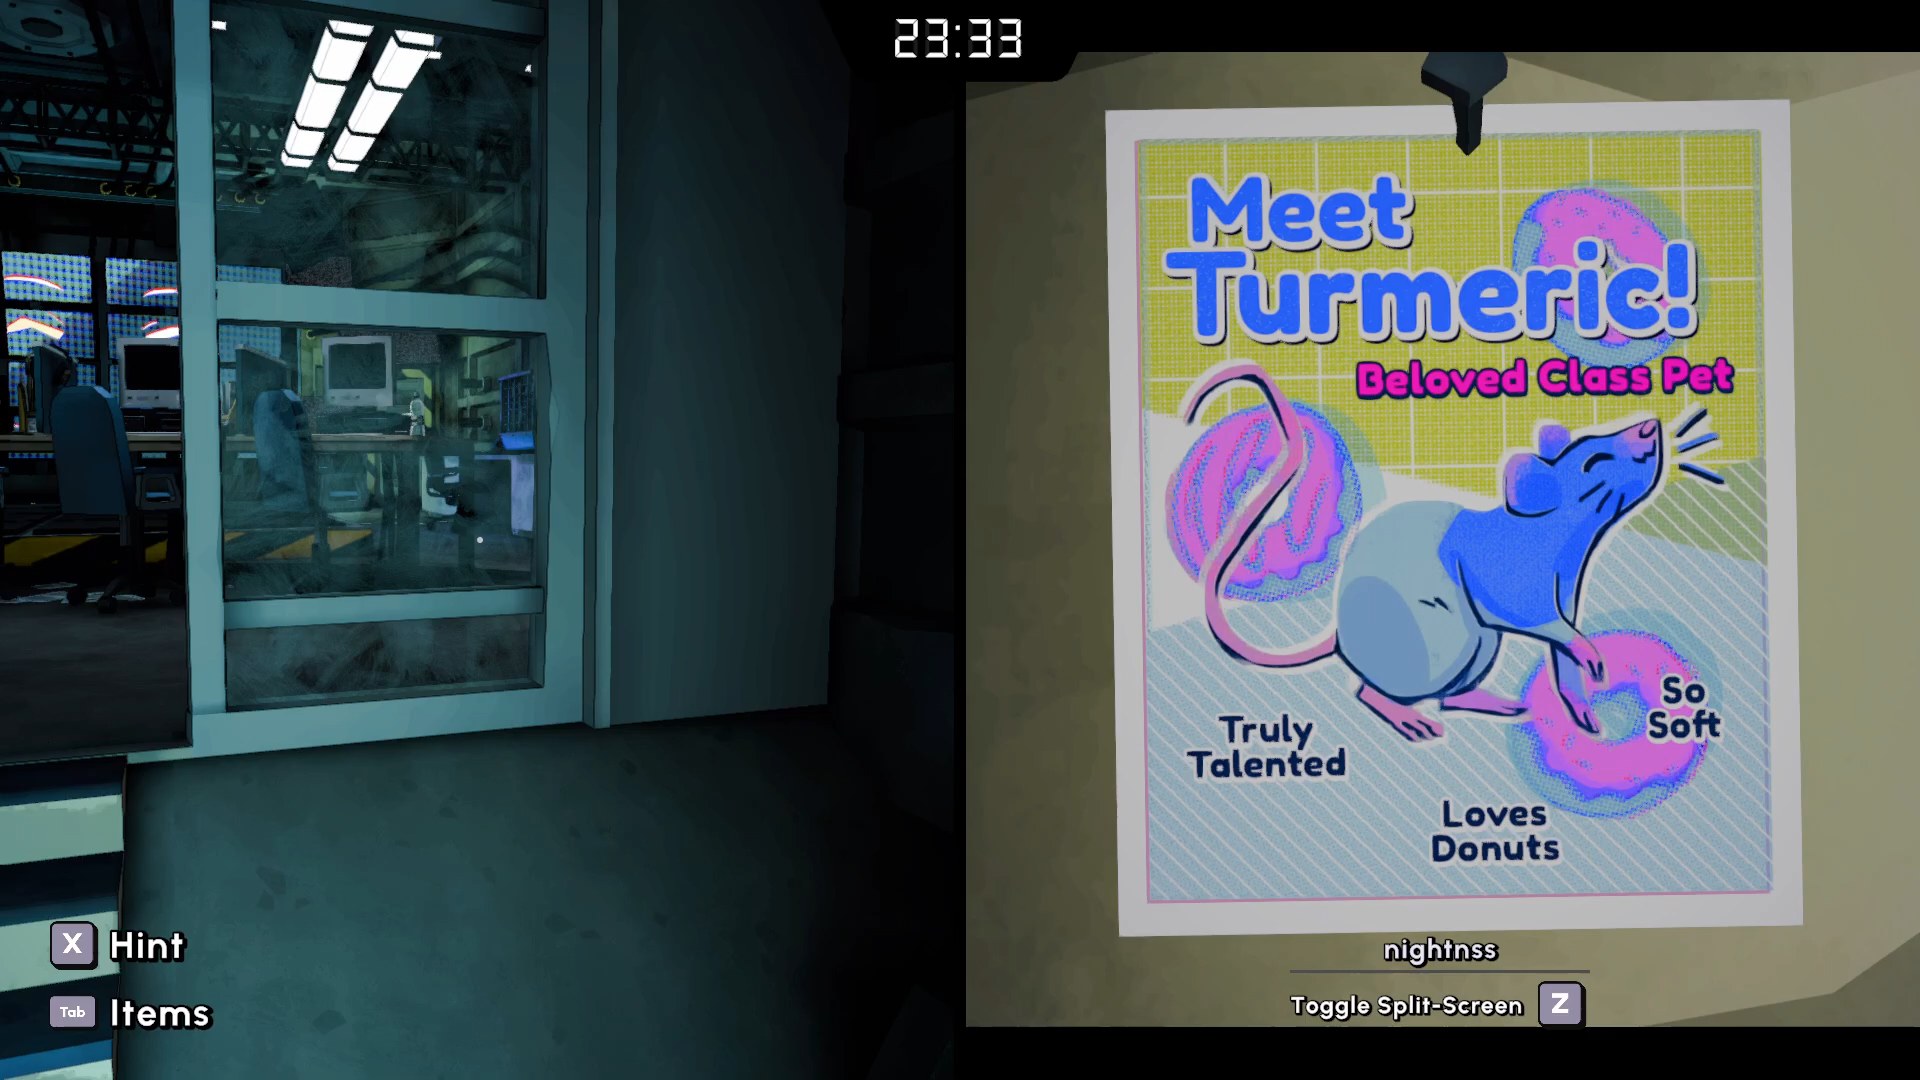 23:33
Meet
Turmeric!
Beloved Class Pet
Truly
Talented
So
Soft
Loves
Donuts
X Hint
Tab Items
nightnss
Toggle Split-Screen Z